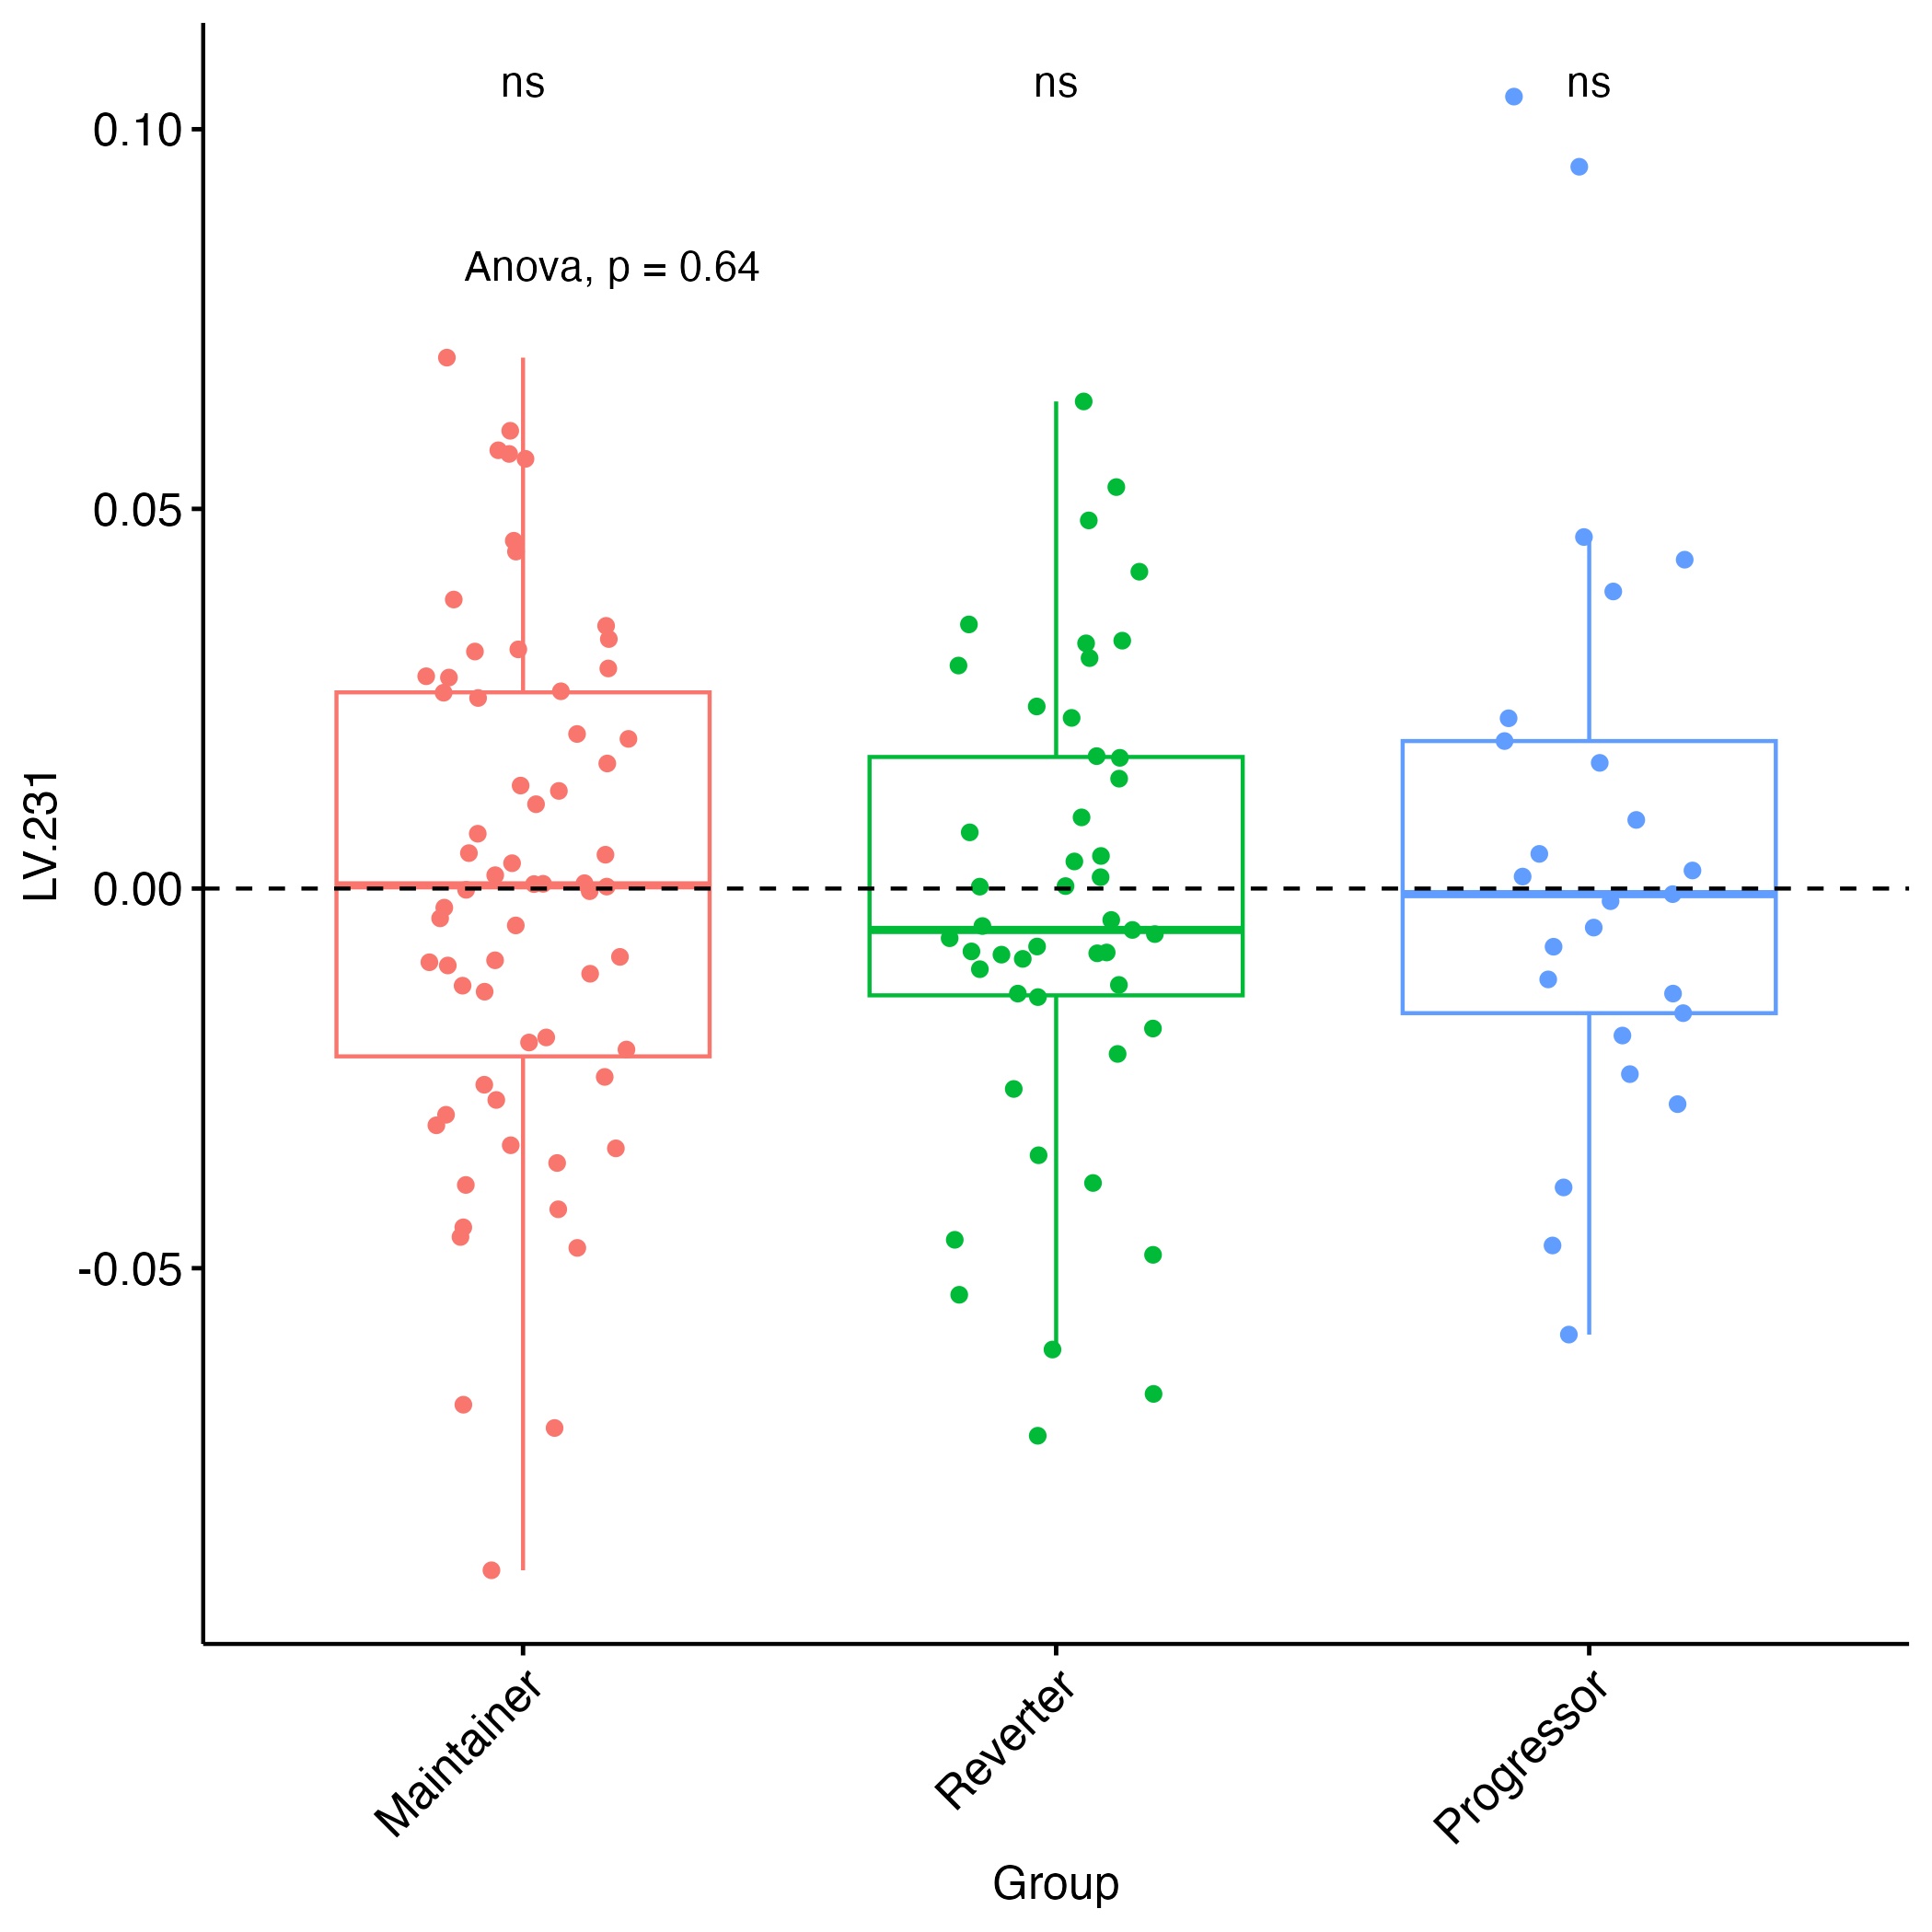 ns ns ns
Anova, p = 0.64
0.10
0.05
0.00
-0.05
LV.231
Maintainer Reverter Progressor
Group